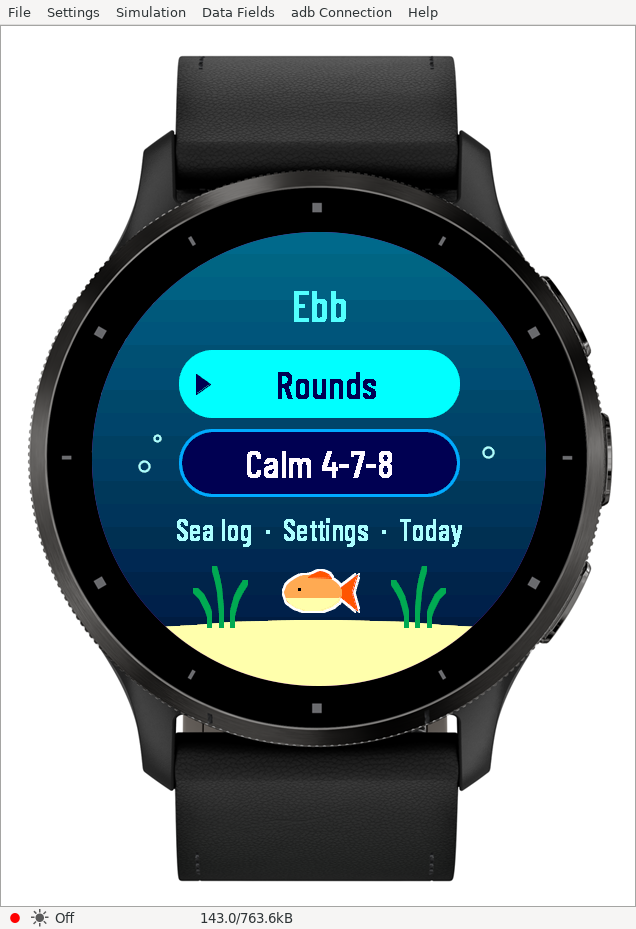 File Settings Simulation Data Fields adb Connection Help
Ebb
Rounds
Calm 4-7-8
Sea log · Settings · Today
Off 143.0/763.6kB